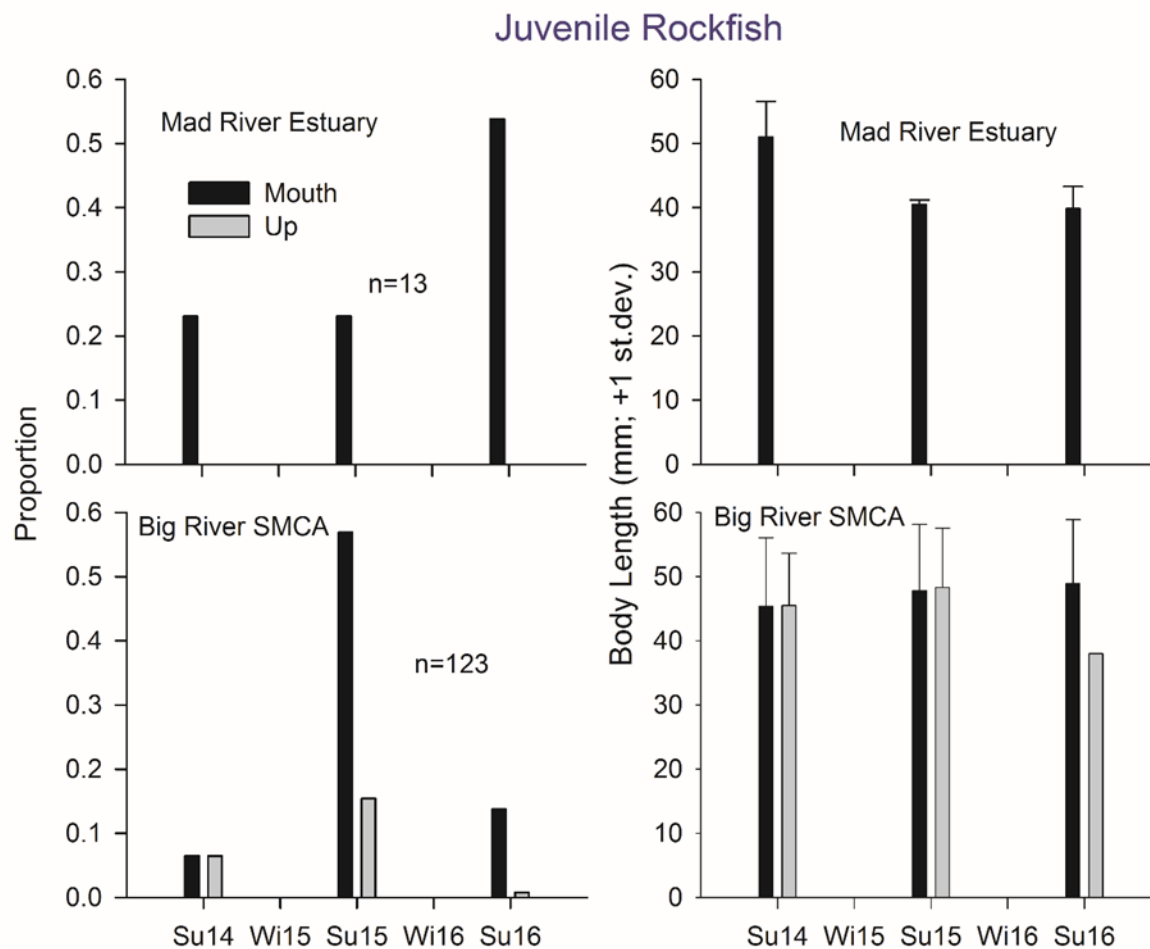 Juvenile Rockfish
Proportion
0.6
0.5
0.4
0.3
0.2
0.1
0.0
Mad River Estuary
Mouth
Up
n=13
Body Length (mm; +1 st.dev.)
60
50
40
30
20
10
0
Mad River Estuary
0.6
0.5
0.4
0.3
0.2
0.1
0.0
Big River SMCA
n=123
Su14 Wi15 Su15 Wi16 Su16
60
50
40
30
20
10
0
Big River SMCA
Su14 Wi15 Su15 Wi16 Su16